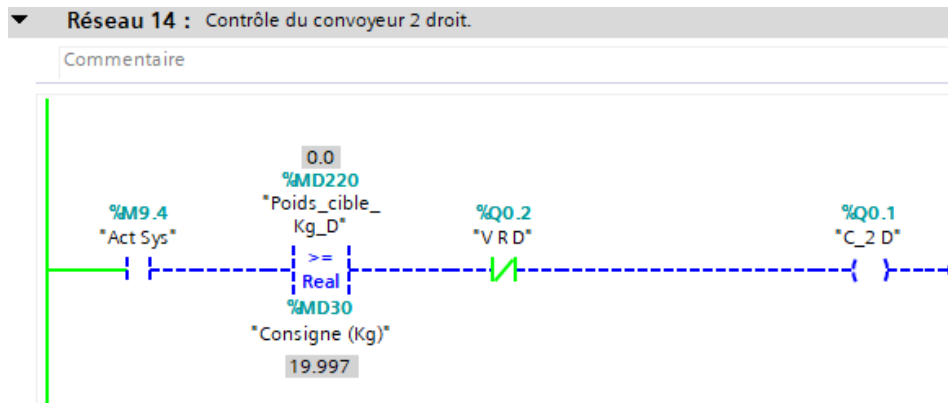 Réseau 14 : Contrôle du convoyeur 2 droit.
Commentaire
0.0
%MD220
"Poids_cible_
Kg_D"
%M9.4
"Act Sys"
%Q0.2
"V R D"
%Q0.1
"C_2 D"
>=
Real
%MD30
"Consigne (Kg)"
19.997